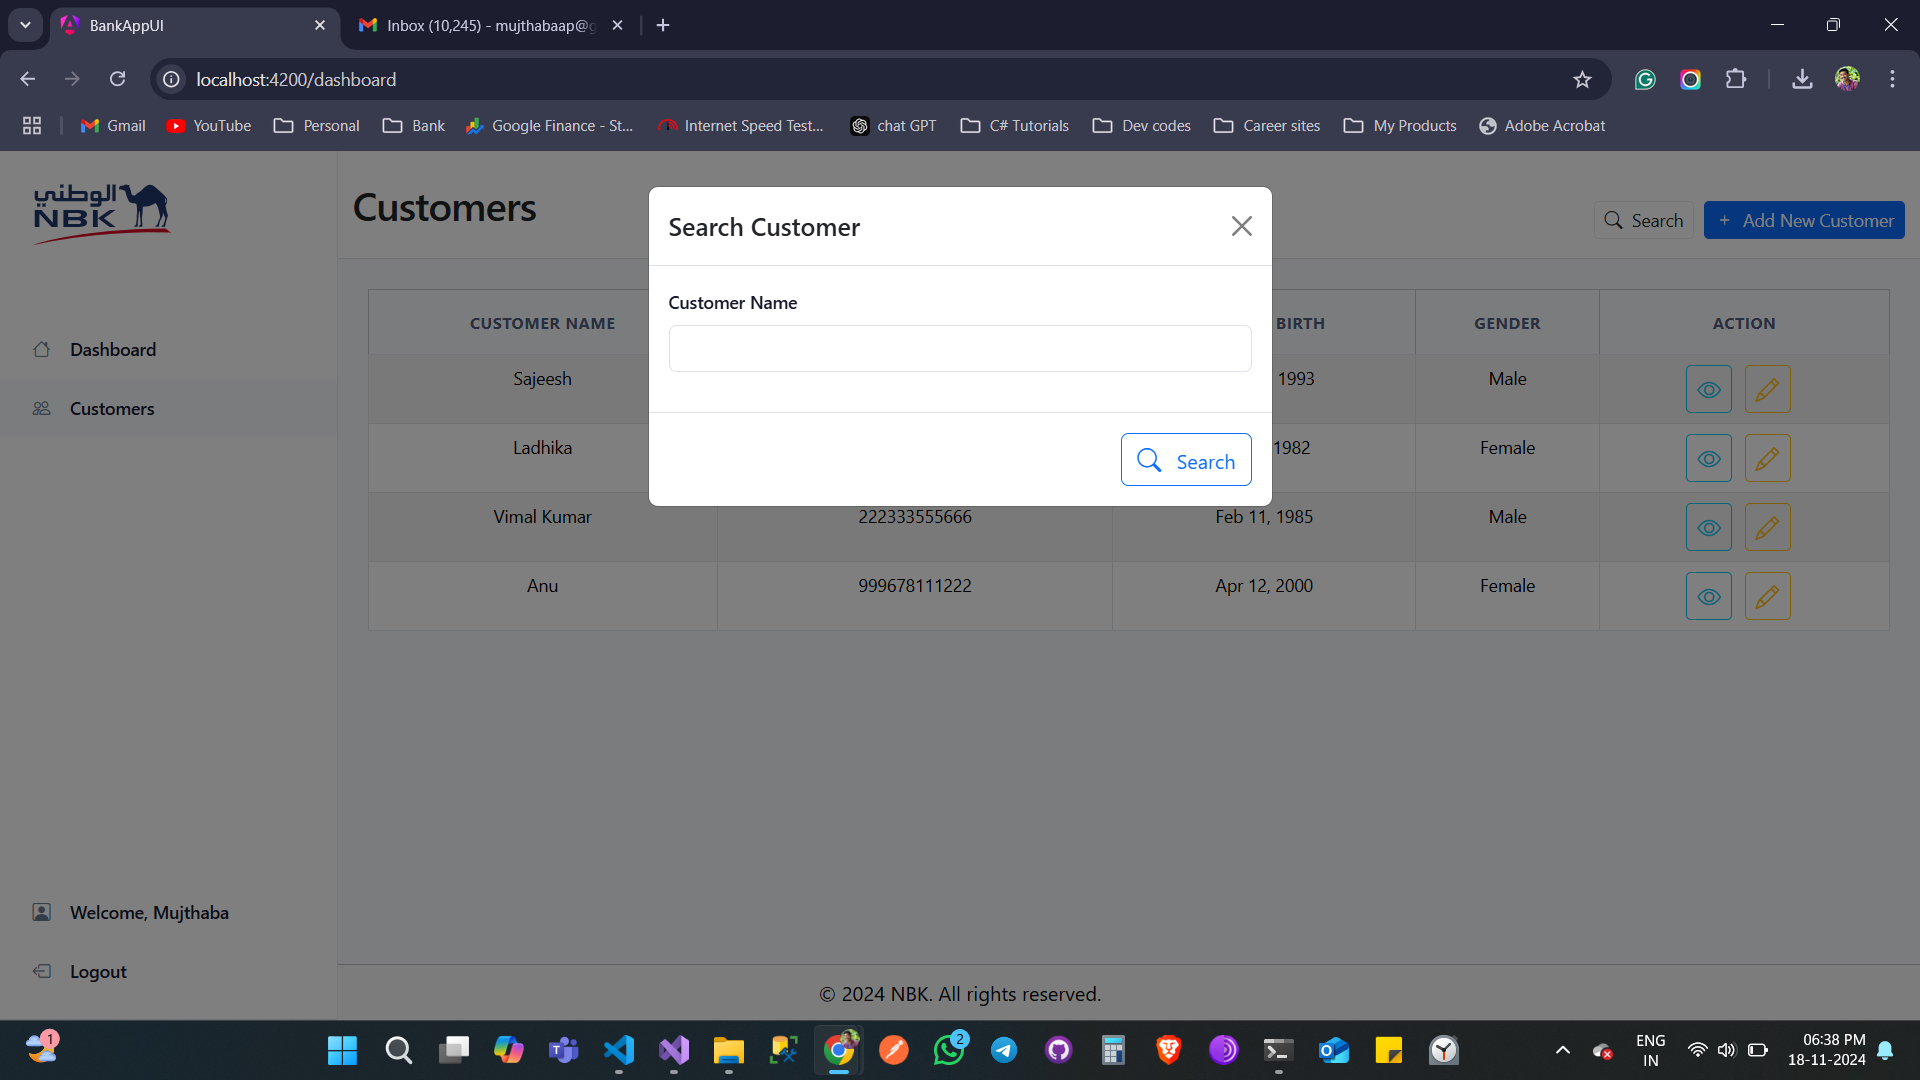 BankAppUI
Inbox (10,245) - mujthabaap@g
localhost:4200/dashboard
Gmail
YouTube
Personal
Bank
Google Finance - St...
Internet Speed Test...
chat GPT
C# Tutorials
Dev codes
Career sites
My Products
Adobe Acrobat
الوطني
NBK
Customers
Search
+ Add New Customer
Search Customer
Customer Name
Search
Dashboard
Customers
CUSTOMER NAME BIRTH GENDER ACTION
Sajeesh 1993 Male
Ladhika 1982 Female
Vimal Kumar 222333555666 Feb 11, 1985 Male
Anu 999678111222 Apr 12, 2000 Female
Welcome, Mujthaba
Logout
© 2024 NBK. All rights reserved.
1
2
ENG
IN
06:38 PM
18-11-2024